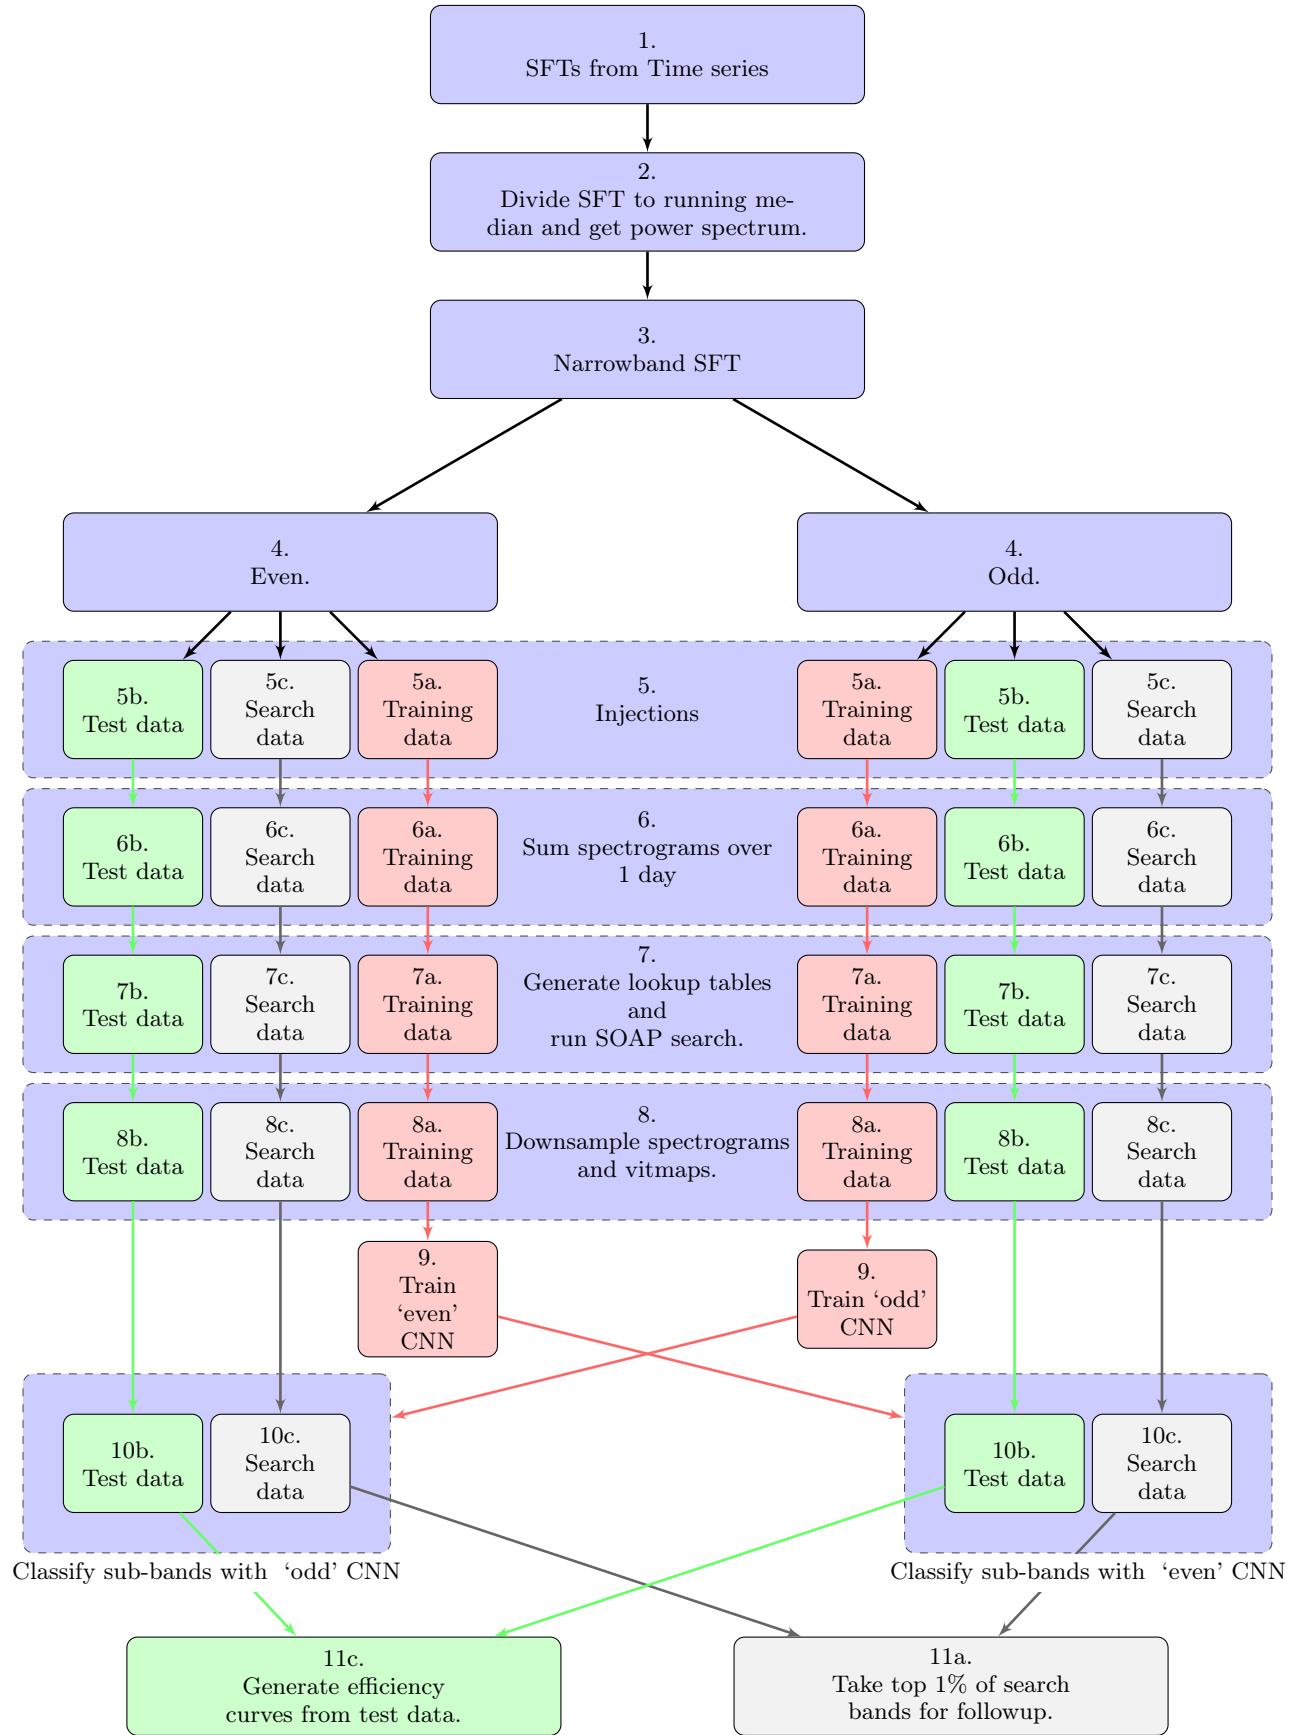 1.
SFTs from Time series
2.
Divide SFT to running me-
dian and get power spectrum.
3.
Narrowband SFT
4.
Even.
4.
Odd.
5b.
Test data
5c.
Search
data
5a.
Training
data
5.
Injections
5a.
Training
data
5b.
Test data
5c.
Search
data
6b.
Test data
6c.
Search
data
6a.
Training
data
6.
Sum spectrograms over
1 day
6a.
Training
data
6b.
Test data
6c.
Search
data
7b.
Test data
7c.
Search
data
7a.
Training
data
7.
Generate lookup tables
and
run SOAP search.
7a.
Training
data
7b.
Test data
7c.
Search
data
8b.
Test data
8c.
Search
data
8a.
Training
data
8.
Downsample spectrograms
and vitmaps.
8a.
Training
data
8b.
Test data
8c.
Search
data
9.
Train
‘even’
CNN
9.
Train ‘odd’
CNN
10b.
Test data
10c.
Search
data
10b.
Test data
10c.
Search
data
Classify sub-bands with ‘odd’ CNN
Classify sub-bands with ‘even’ CNN
11c.
Generate efficiency
curves from test data.
11a.
Take top 1% of search
bands for followup.